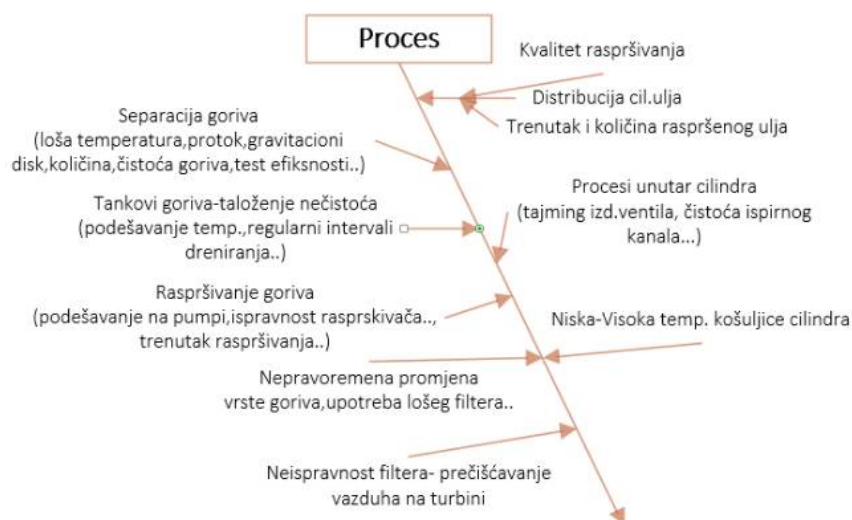 Proces
Kvalitet raspršivanja
Distribucija cil.ulja
Trenutak i količina raspršenog ulja
Separacija goriva
(loša temperatura,protok,gravitacioni
disk,količina,čistoća goriva,test efiksnosti..)
Procesi unutar cilindra
(tajming izd.ventila, čistoća ispirnog
kanala...)
Tankovi goriva-taloženje nečistoća
(podešavanje temp.,regularni intervali
dreniranja..)
Raspršivanje goriva
(podešavanje na pumpi,ispravnost rasprskivača..,
trenutak raspršivanja..)
Niska-Visoka temp. košuljice cilindra
Nepravoremena promjena
vrste goriva,upotreba lošeg filtera..
Neispravnost filtera- prečišćavanje
vazduha na turbini